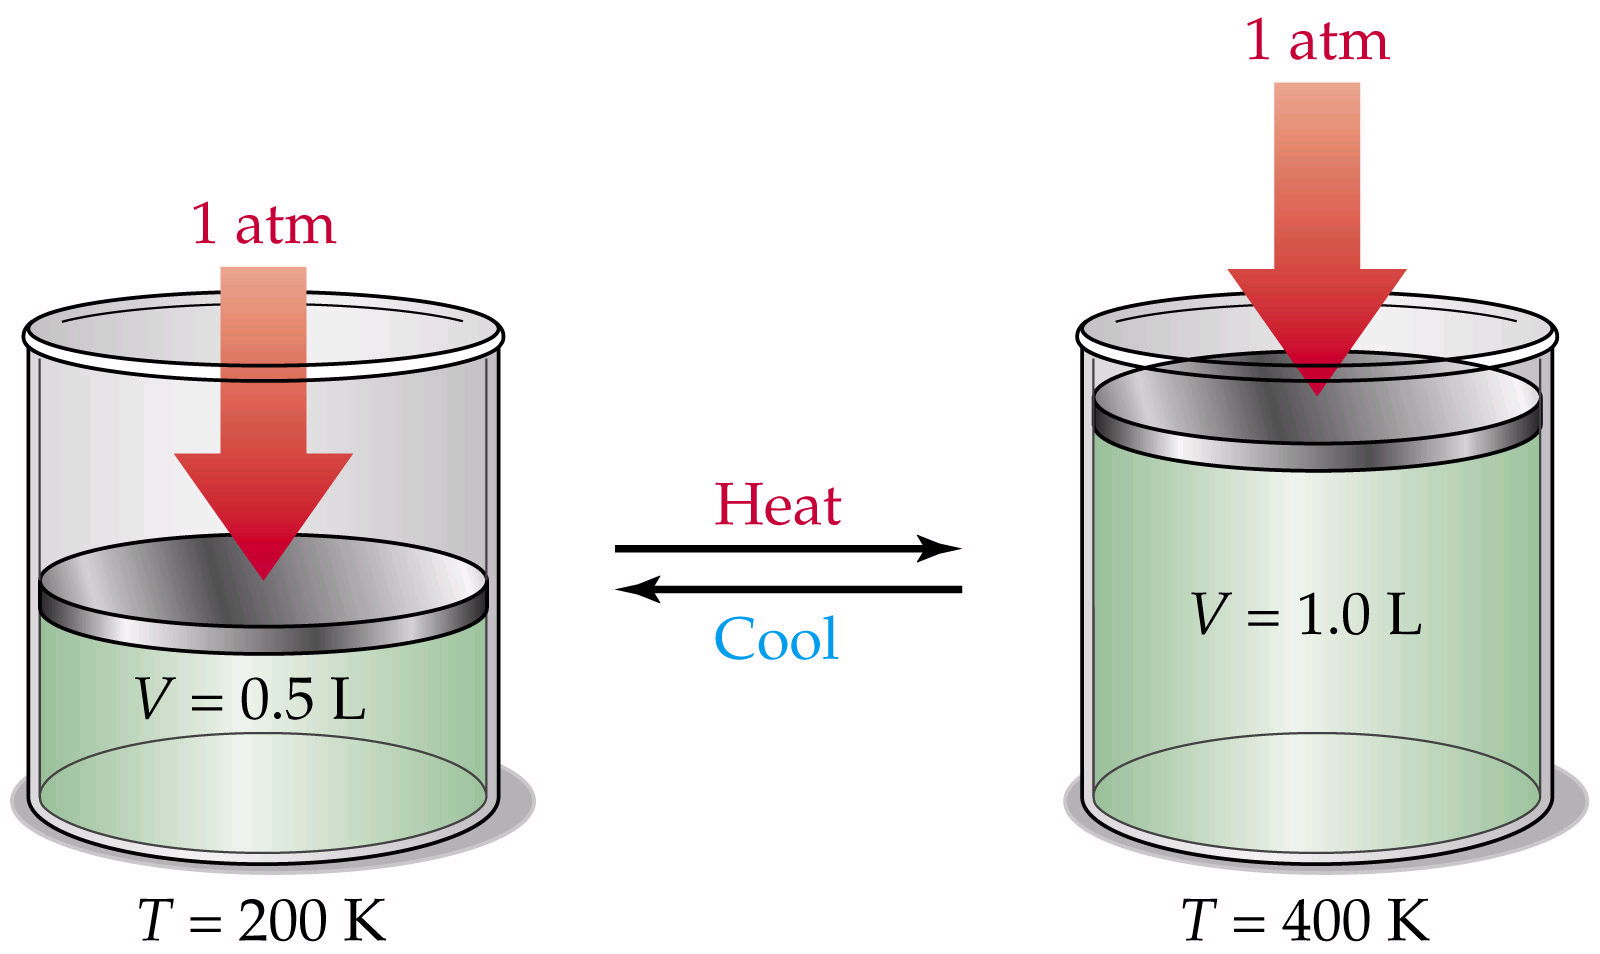 1 atm
V = 0.5 L
T = 200 K
Heat
Cool
1 atm
V = 1.0 L
T = 400 K